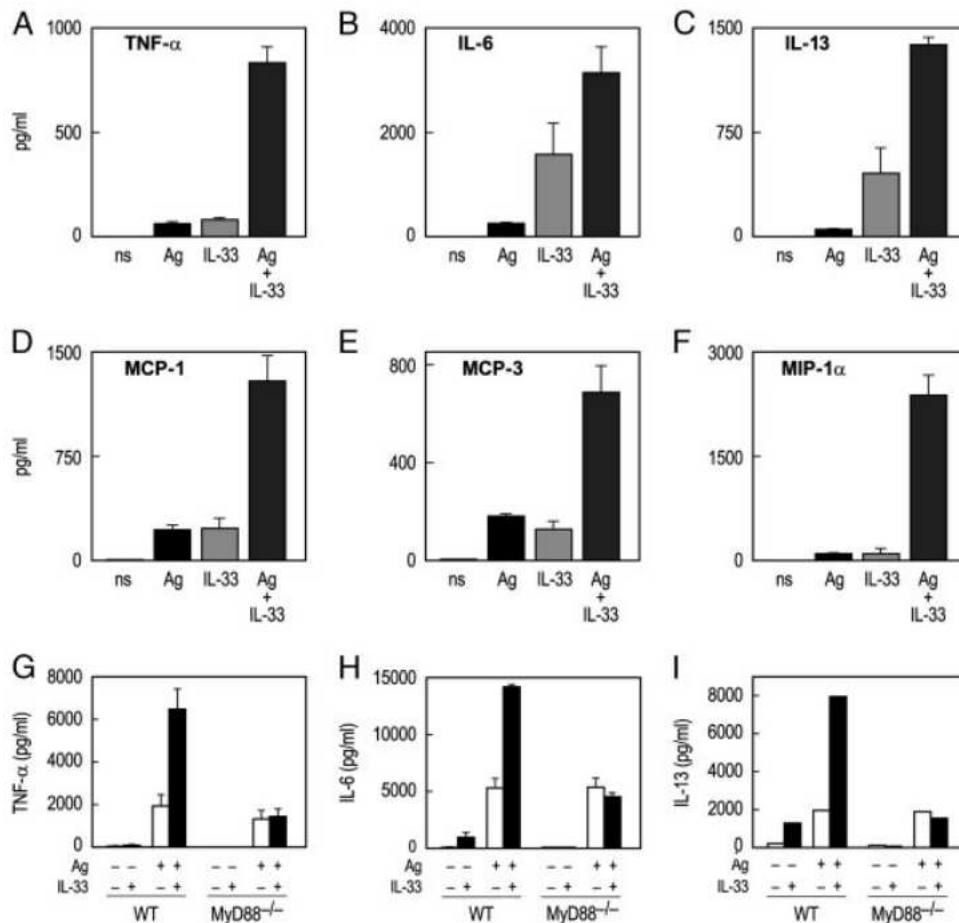 A
TNF-α
pg/ml
1000
500
0
ns Ag IL-33 Ag
+
IL-33
B
IL-6
4000
2000
0
ns Ag IL-33 Ag
+
IL-33
C
IL-13
1500
750
0
ns Ag IL-33 Ag
+
IL-33
D
MCP-1
pg/ml
1500
750
0
ns Ag IL-33 Ag
+
IL-33
E
MCP-3
800
400
0
ns Ag IL-33 Ag
+
IL-33
F
MIP-1α
3000
1500
0
ns Ag IL-33 Ag
+
IL-33
G
TNF-α (pg/ml)
8000
6000
4000
2000
0
Ag – – + + – – + +
IL-33 – + – + – + – +
WT MyD88–/–
H
IL-6 (pg/ml)
15000
10000
5000
0
– – + + – – + +
– + – + – + – +
WT MyD88–/–
I
IL-13 (pg/ml)
8000
6000
4000
2000
0
Ag – – + + – – + +
IL-33 – + – + – + – +
WT MyD88–/–